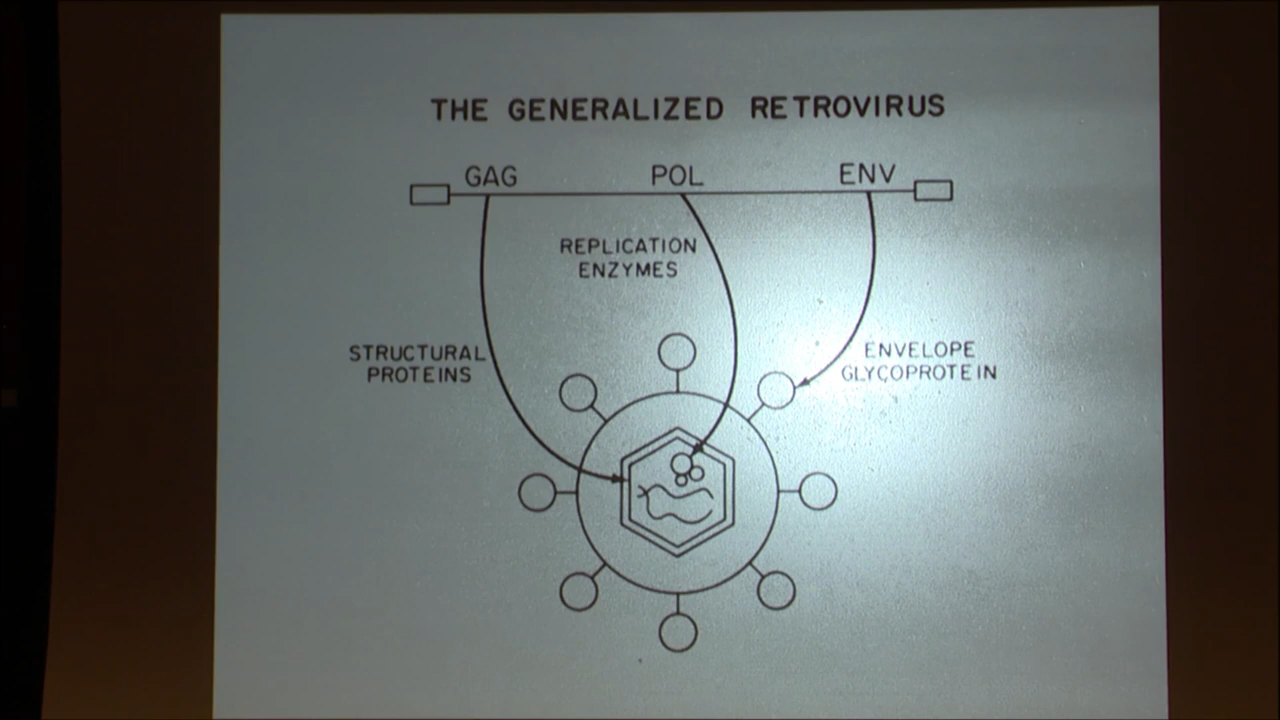 THE GENERALIZED RETROVIRUS
GAG POL ENV
REPLICATION
ENZYMES
STRUCTURAL
PROTEINS
ENVELOPE
GLYCOPROTEIN